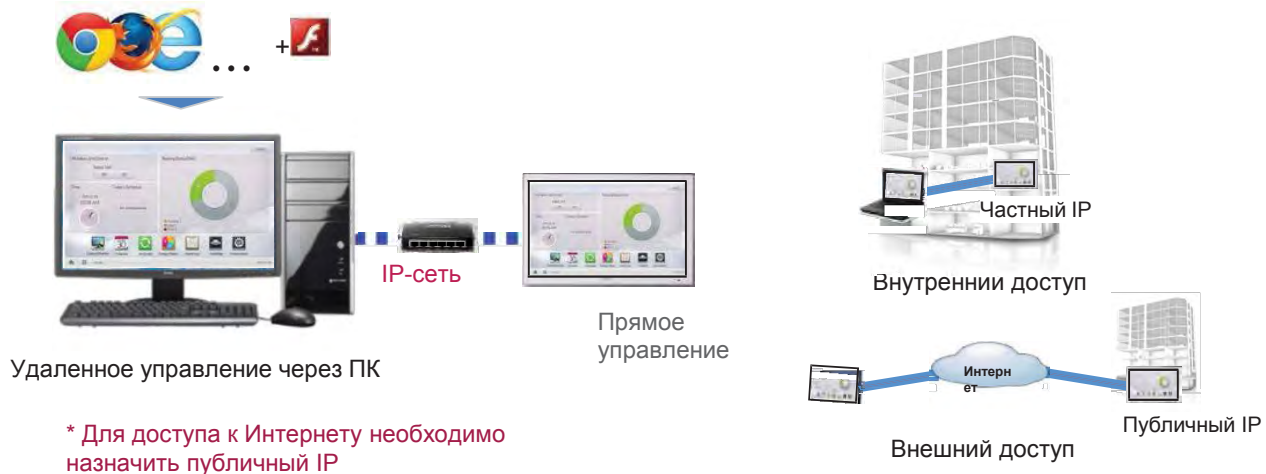 ...
+
IP-сеть
Прямое
управление
Удаленное управление через ПК
* Для доступа к Интернету необходимо
назначить публичный IP
Частный IP
Внутреннии доступ
Интерн
ет
Публичный IP
Внешний доступ